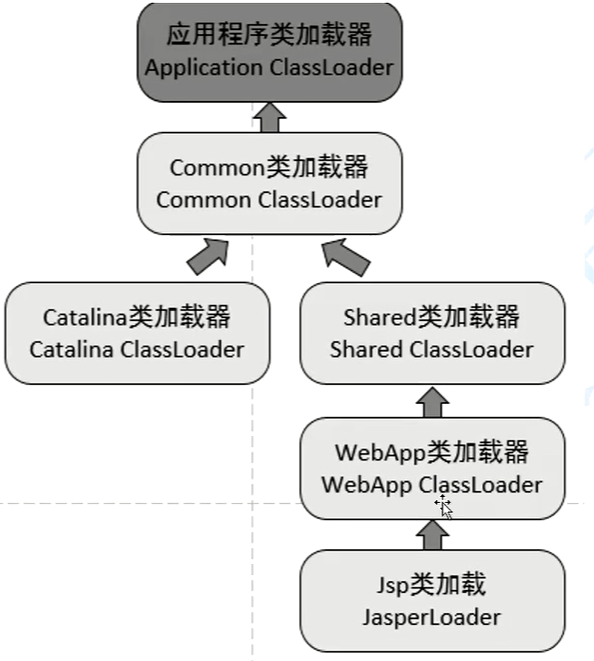 应用程序类加载器
Application ClassLoader
Common类加载器
Common ClassLoader
Catalina类加载器
Catalina ClassLoader
Shared类加载器
Shared ClassLoader
WebApp类加载器
WebApp ClassLoader
Jsp类加载
JasperLoader